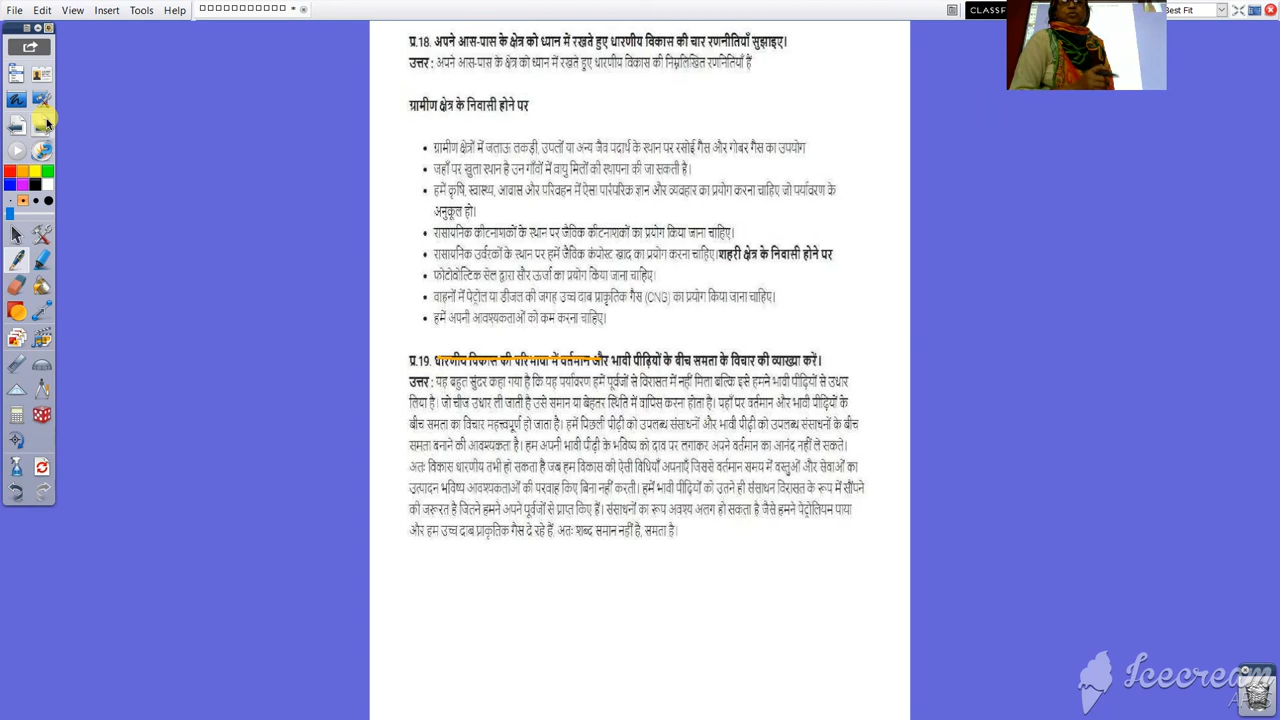 File Edit View Insert Tools Help
CLASSF
Best Fit
प्र.18. अपने आस-पास के क्षेत्र को ध्यान में रखते हुए धारणीय विकास की चार रणनीतियाँ सुझाइए।
उत्तर : अपने आस-पास के क्षेत्र को ध्यान में रखते हुए धारणीय विकास की निम्नलिखित रणनितियाँ हैं
ग्रामीण क्षेत्र के निवासी होने पर
• ग्रामीण क्षेत्रों में जलाऊ लकड़ी, उपलों या अन्य जैव पदार्थ के स्थान पर रसोई गैस और गोबर गैस का उपयोग
• जहाँ पर खुला स्थान है उन गाँवों में वायु मिलों की स्थापना की जा सकती है।
• हमें कृषि, स्वास्थ्य, आवास और परिवहन में ऐसा पारंपरिक ज्ञान और व्यवहार का प्रयोग करना चाहिए जो पर्यावरण के
अनुकूल हो।
• रासायनिक कीटनाशकों के स्थान पर जैविक कीटनाशकों का प्रयोग किया जाना चाहिए।
• रासायनिक उर्वरकों के स्थान पर हमें जैविक कंपोस्ट खाद का प्रयोग करना चाहिए।शहरी क्षेत्र के निवासी होने पर
• फोटोवोल्टिक सेल द्वारा सौर ऊर्जा का प्रयोग किया जाना चाहिए।
• वाहनों में पेट्रोल या डीजल की जगह उच्च दाब प्राकृतिक गैस (CNG) का प्रयोग किया जाना चाहिए।
• हमें अपनी आवश्यकताओं को कम करना चाहिए।
प्र.19. धारणीय विकास की परिभाषा में वर्तमान और भावी पीढ़ियों के बीच समता के विचार की व्याख्या करें।
उत्तर : यह बहुत सुंदर कहा गया है कि यह पर्यावरण हमें पूर्वजों से विरासत में नहीं मिला बल्कि इसे हमने भावी पीढ़ियों से उधार
लिया है। जो चीज उधार ली जाती है उसे समान या बेहतर स्थिति में वापिस करना होता है। यहाँ पर वर्तमान और भावी पीढ़ियों के
बीच समता का विचार महत्त्वपूर्ण हो जाता है। हमें पिछली पीढ़ी को उपलब्ध संसाधनों और भावी पीढ़ी को उपलब्ध संसाधनों के बीच
समता बनाने की आवश्यकता है। हम अपनी भावी पीढ़ी के भविष्य को दाव पर लगाकर अपने वर्तमान का आनंद नहीं ले सकते।
अतः विकास धारणीय तभी हो सकता है जब हम विकास की ऐसी विधियाँ अपनाएँ जिससे वर्तमान समय में वस्तुओं और सेवाओं का
उत्पादन भविष्य आवश्यकताओं की परवाह किए बिना नहीं करती। हमें भावी पीढ़ियों को उतने ही संसाधन विरासत के रूप में सौंपने
की जरूरत है जितने हमने अपने पूर्वजों से प्राप्त किए हैं। संसाधनों का रूप अवश्य अलग हो सकता है जैसे हमने पेट्रोलियम पाया
और हम उच्च दाब प्राकृतिक गैस दे रहे हैं, अतः शब्द समान नहीं है, समता है।
Icecream
APPS